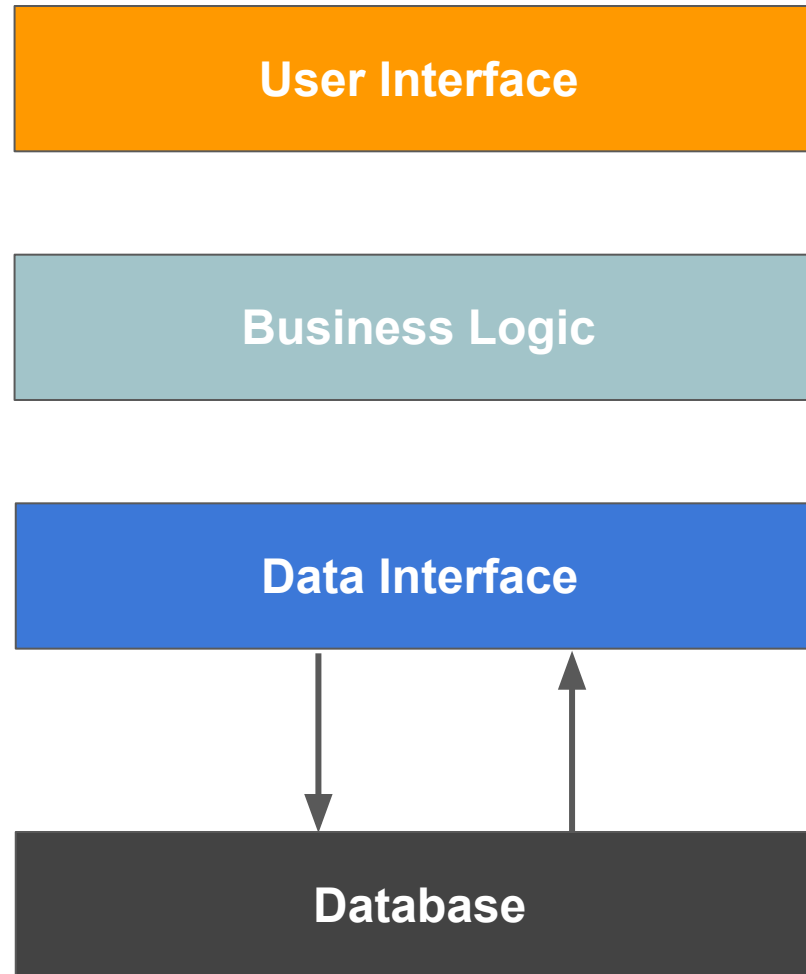 User Interface
Business Logic
Data Interface
Database